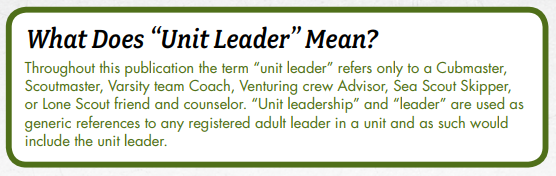 What Does “Unit Leader” Mean?
Throughout this publication the term “unit leader” refers only to a Cubmaster,
Scoutmaster, Varsity team Coach, Venturing crew Advisor, Sea Scout Skipper,
or Lone Scout friend and counselor. “Unit leadership” and “leader” are used as
generic references to any registered adult leader in a unit and as such would
include the unit leader.